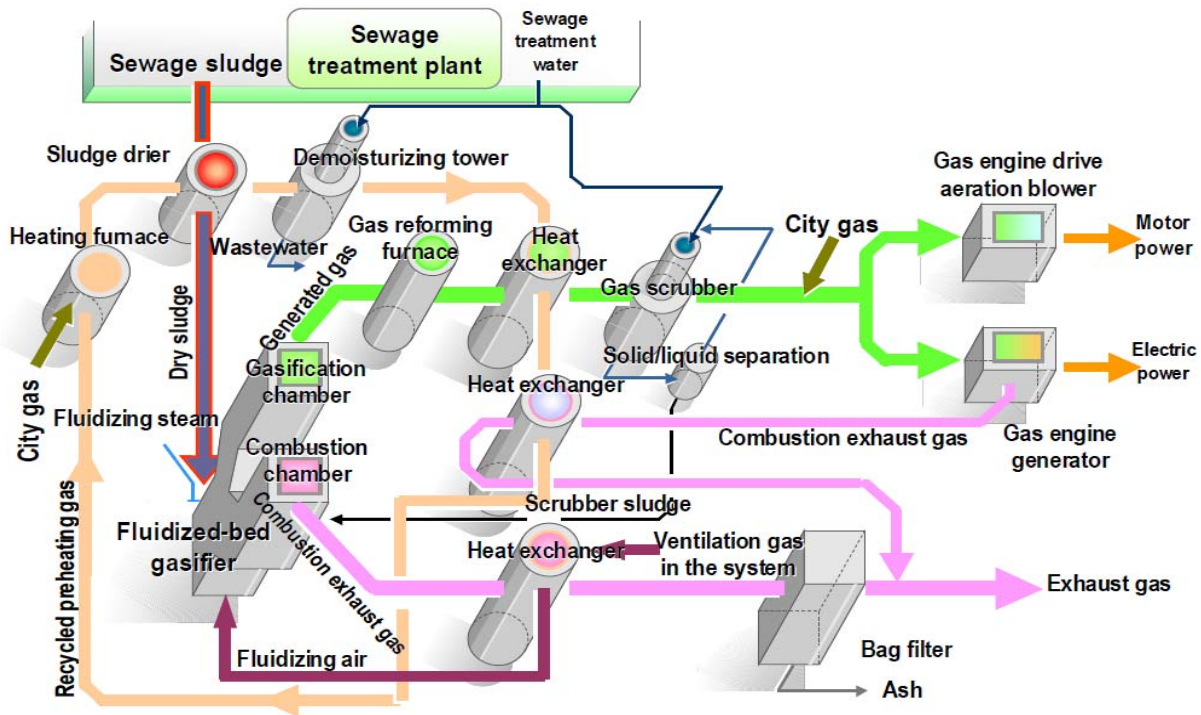 Sewage sludge
Sewage
treatment plant
Sewage
treatment
water
Sludge drier
Demoisturizing tower
Gas engine drive
aeration blower
Heating furnace
Wastewater
Gas reforming
furnace
Heat
exchanger
City gas
Motor
power
Gas scrubber
Generated gas
Dry sludge
Gasification
chamber
Heat exchanger
Solid/liquid separation
Electric
power
City gas
Fluidizing steam
Combustion
chamber
Combustion exhaust gas
Gas engine
generator
Recycled preheating gas
Fluidized-bed
gasifier
Combustion exhaust gas
Scrubber sludge
Heat exchanger
Ventilation gas
in the system
Exhaust gas
Fluidizing air
Bag filter
Ash